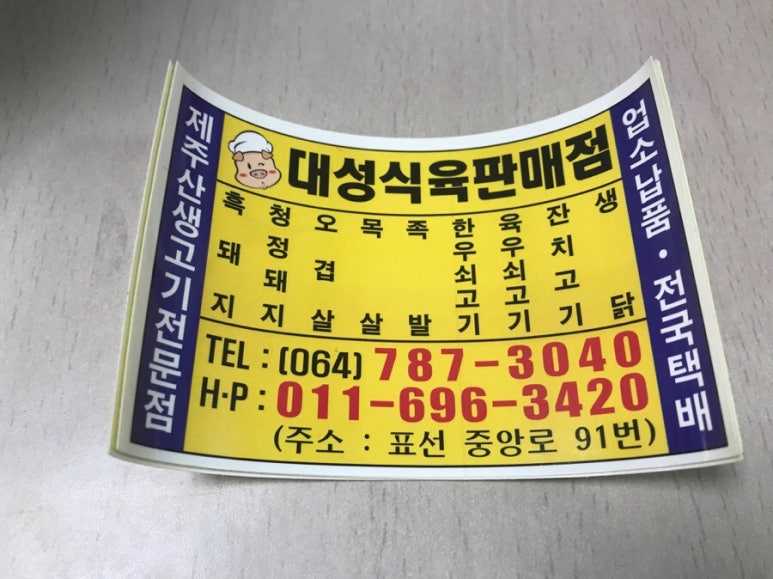 제주산생고기전문점
대성식육판매점
흑돼지
청정돼지
오겹살
목살
족발
한우쇠고기
육우쇠고기
잔치고기
생닭
TEL : (064) 787-3040
H·P : 011-696-3420
(주소 : 표선 중앙로 91번)
업소납품·전국택배